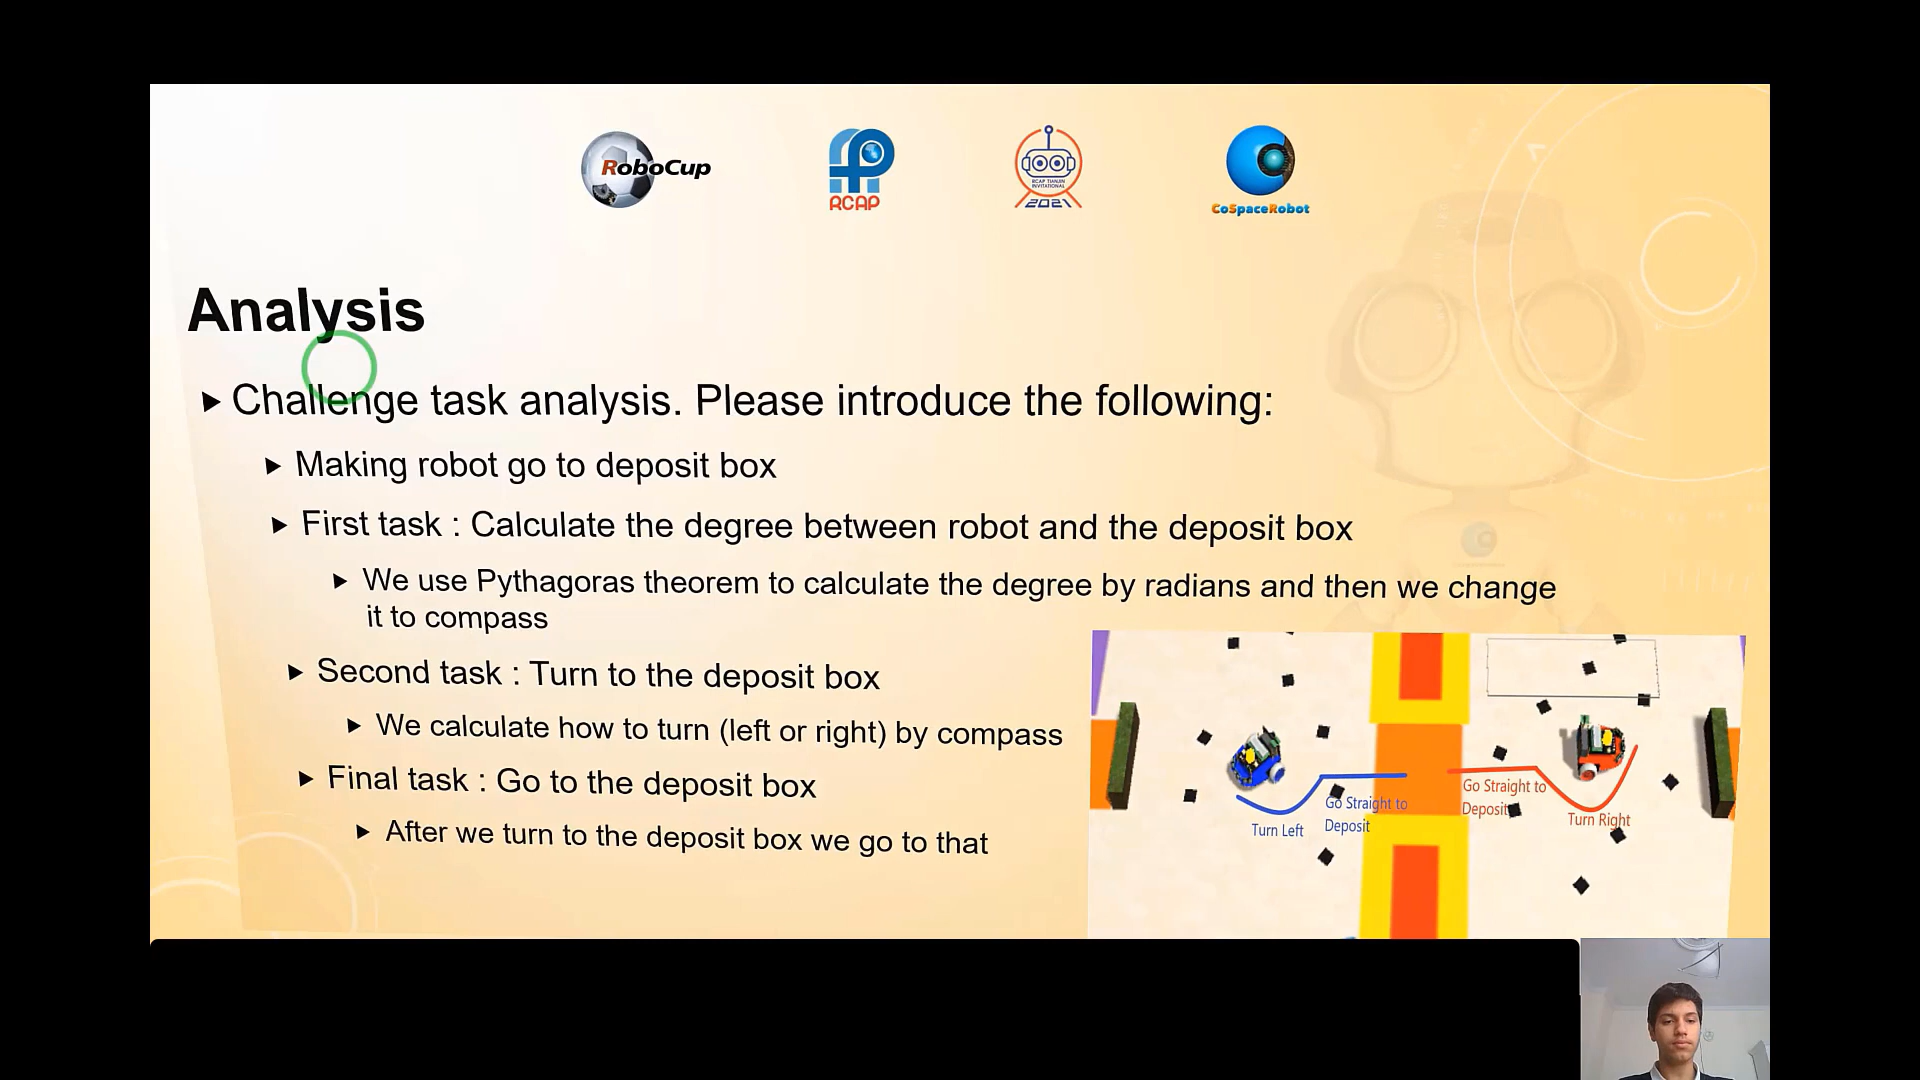 RoboCup
RCAP
RCAP TIANJIN
INVITATIONAL
2021
CoSpaceRobot
Analysis
Challenge task analysis. Please introduce the following:
Making robot go to deposit box
First task : Calculate the degree between robot and the deposit box
We use Pythagoras theorem to calculate the degree by radians and then we change
it to compass
Second task : Turn to the deposit box
We calculate how to turn (left or right) by compass
Final task : Go to the deposit box
After we turn to the deposit box we go to that
Turn Left
Go Straight to
Deposit
Go Straight to
Deposit
Turn Right